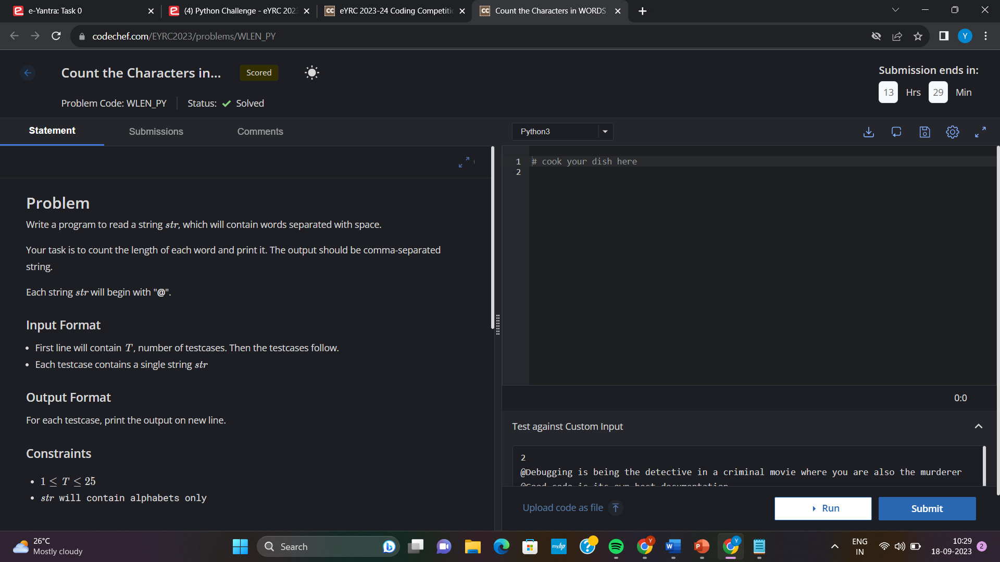 e-Yantra: Task 0
(4) Python Challenge - eYRC 202
eYRC 2023-24 Coding Competiti
Count the Characters in WORDS
codechef.com/EYRC2023/problems/WLEN_PY
Y
Count the Characters in...
Scored
Submission ends in:
13 Hrs 29 Min
Problem Code: WLEN_PY
Status: Solved
Statement
Submissions
Comments
Python3
1 # cook your dish here
2
Problem
Write a program to read a string str, which will contain words separated with space.
Your task is to count the length of each word and print it. The output should be comma-separated
string.
Each string str will begin with "@".
Input Format
• First line will contain T, number of testcases. Then the testcases follow.
• Each testcase contains a single string str
Output Format
For each testcase, print the output on new line.
Constraints
• 1 ≤ T ≤ 25
• str will contain alphabets only
0:0
Test against Custom Input
2
@Debugging is being the detective in a criminal movie where you are also the murderer
@Good code is its own best documentation
Upload code as file
Run
Submit
26°C
Mostly cloudy
Search
myhp
ENG
IN
10:29
18-09-2023
2